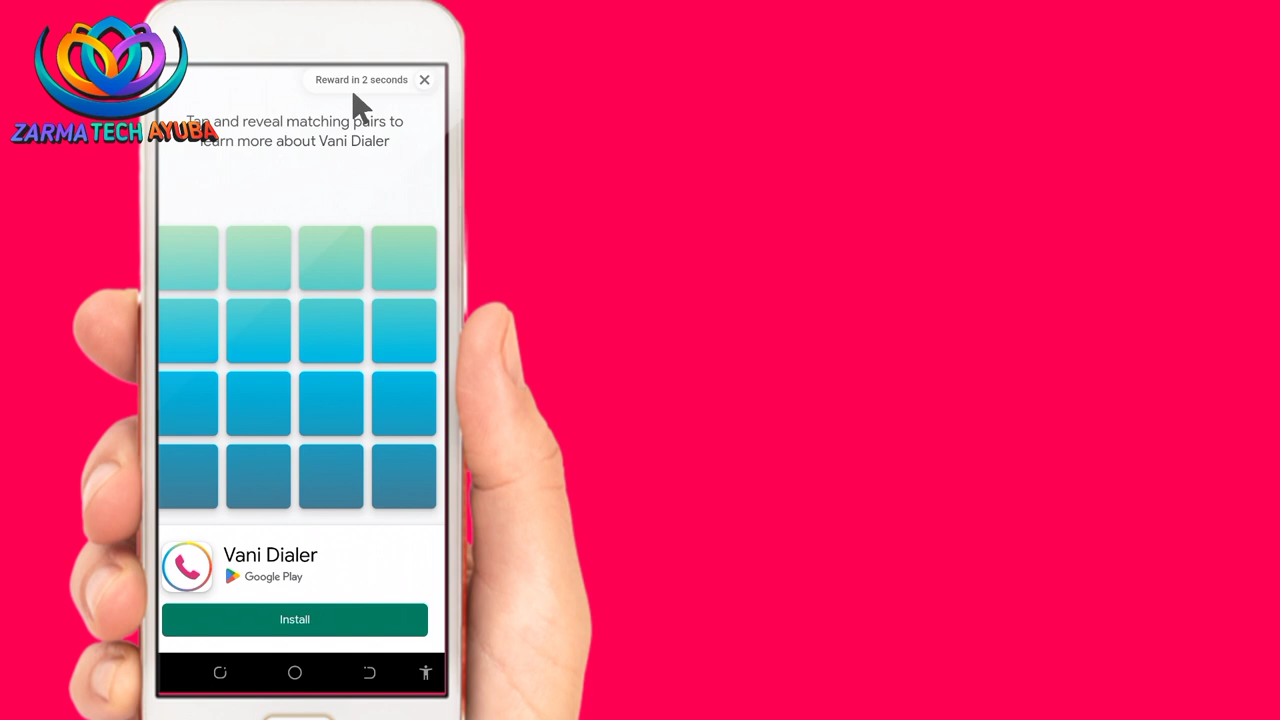 ZARMA TECH AYUBA
Reward in 2 seconds
Tap and reveal matching pairs to
learn more about Vani Dialer
Vani Dialer
Google Play
Install